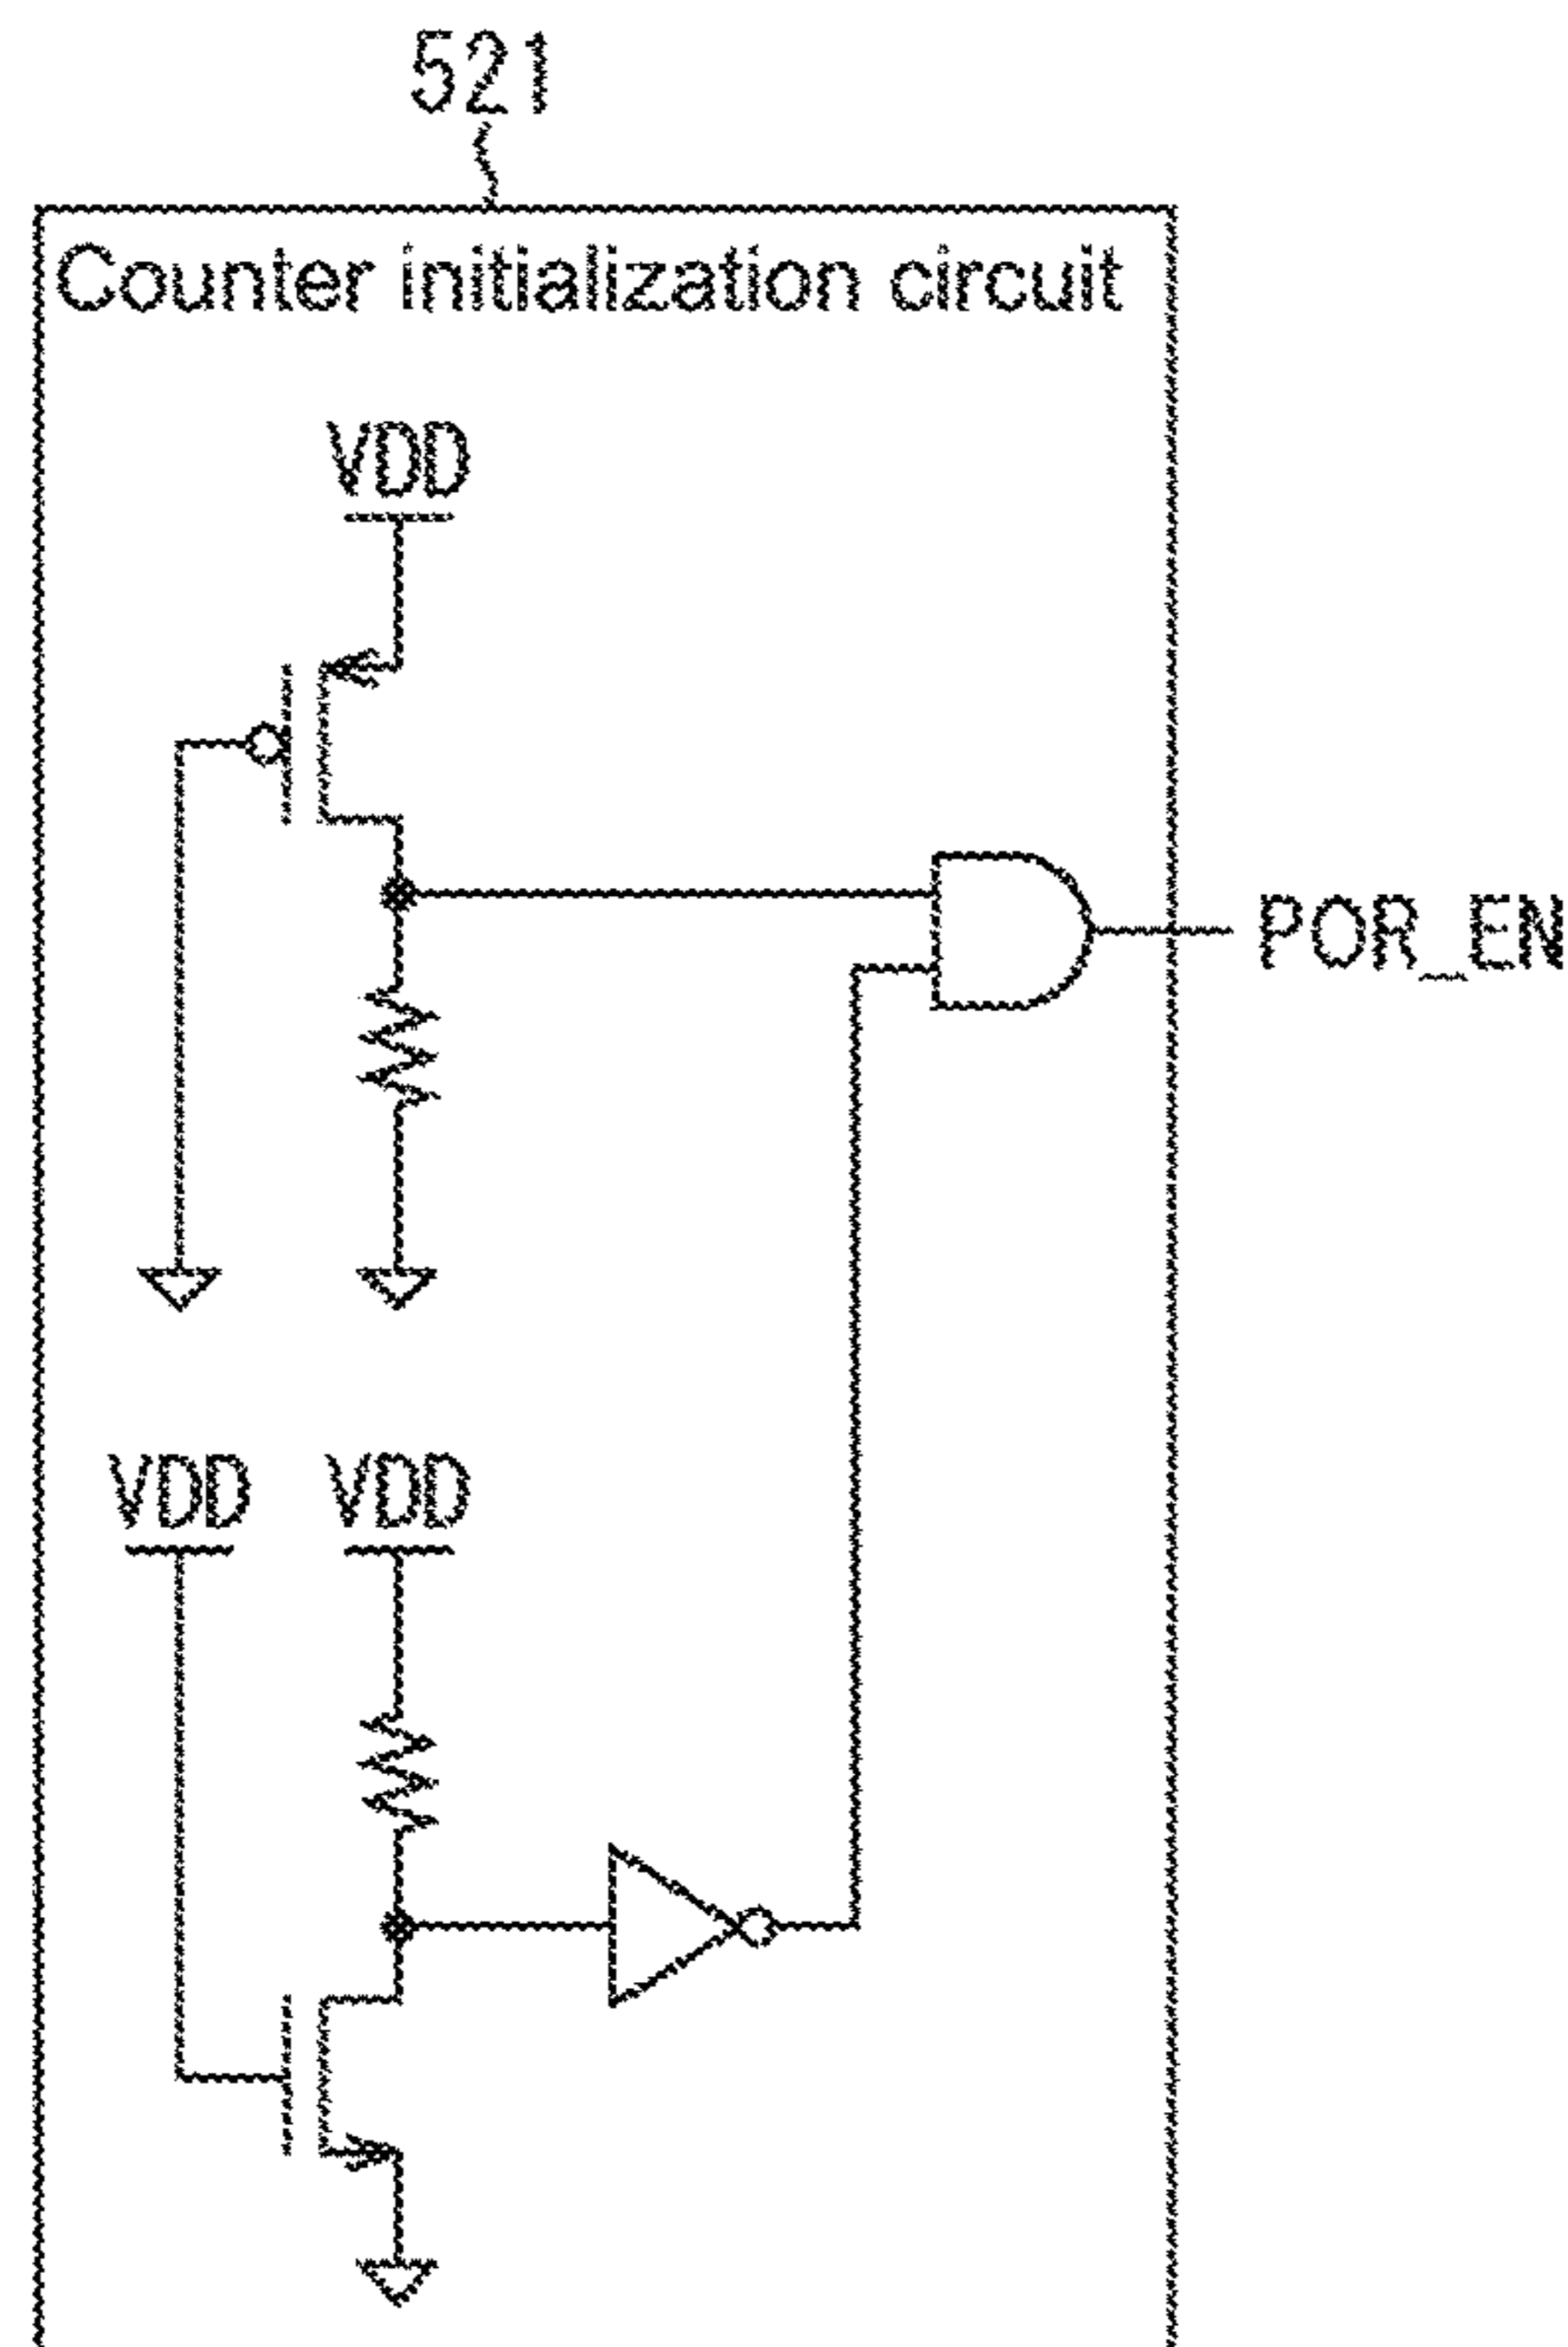 521
Counter initialization circuit
VDD
POR_EN
VDD VDD